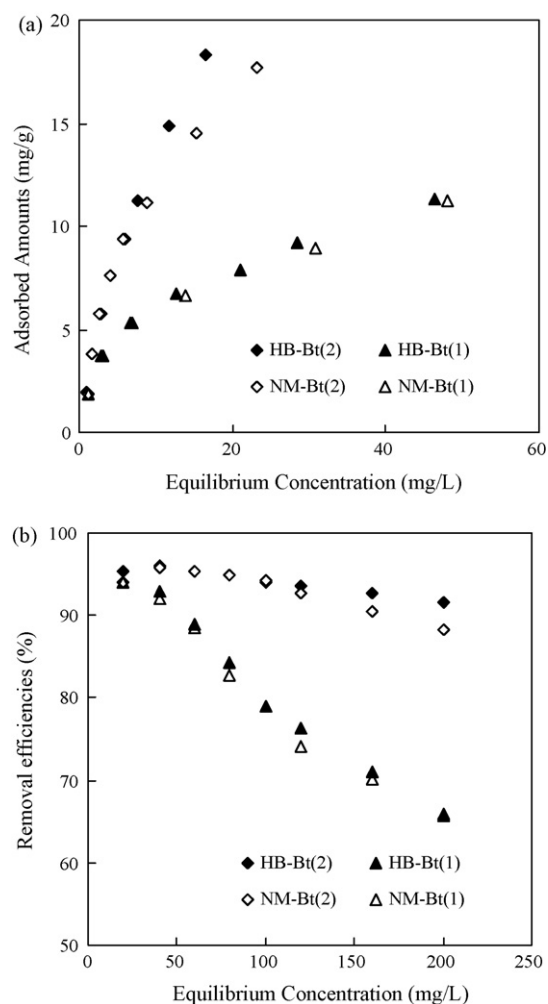 (a)
20
15
10
5
0
Adsorbed Amounts (mg/g)
HB-Bt(2) HB-Bt(1)
NM-Bt(2) NM-Bt(1)
0 20 40 60
Equilibrium Concentration (mg/L)
(b)
100
90
80
70
60
50
Removal efficiencies (%)
HB-Bt(2) HB-Bt(1)
NM-Bt(2) NM-Bt(1)
0 50 100 150 200 250
Equilibrium Concentration (mg/L)